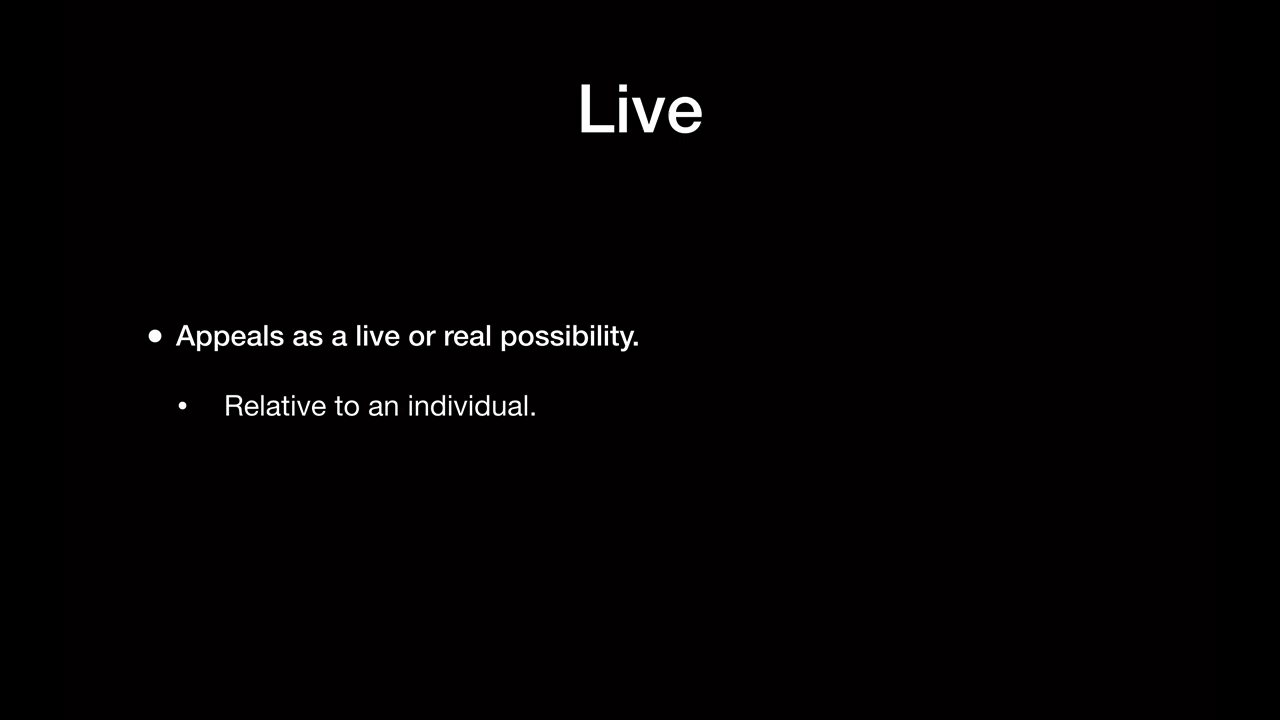 Live
• Appeals as a live or real possibility.
• Relative to an individual.